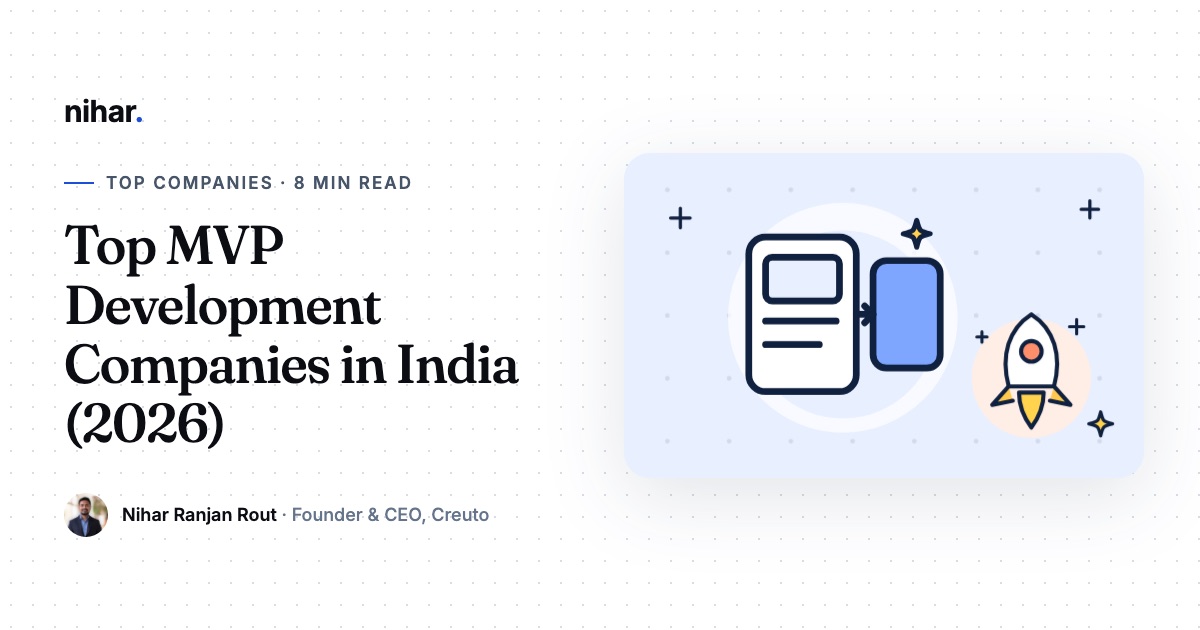 nihar.
TOP COMPANIES · 8 MIN READ
Top MVP
Development
Companies in India
(2026)
Nihar Ranjan Rout · Founder & CEO, Creuto